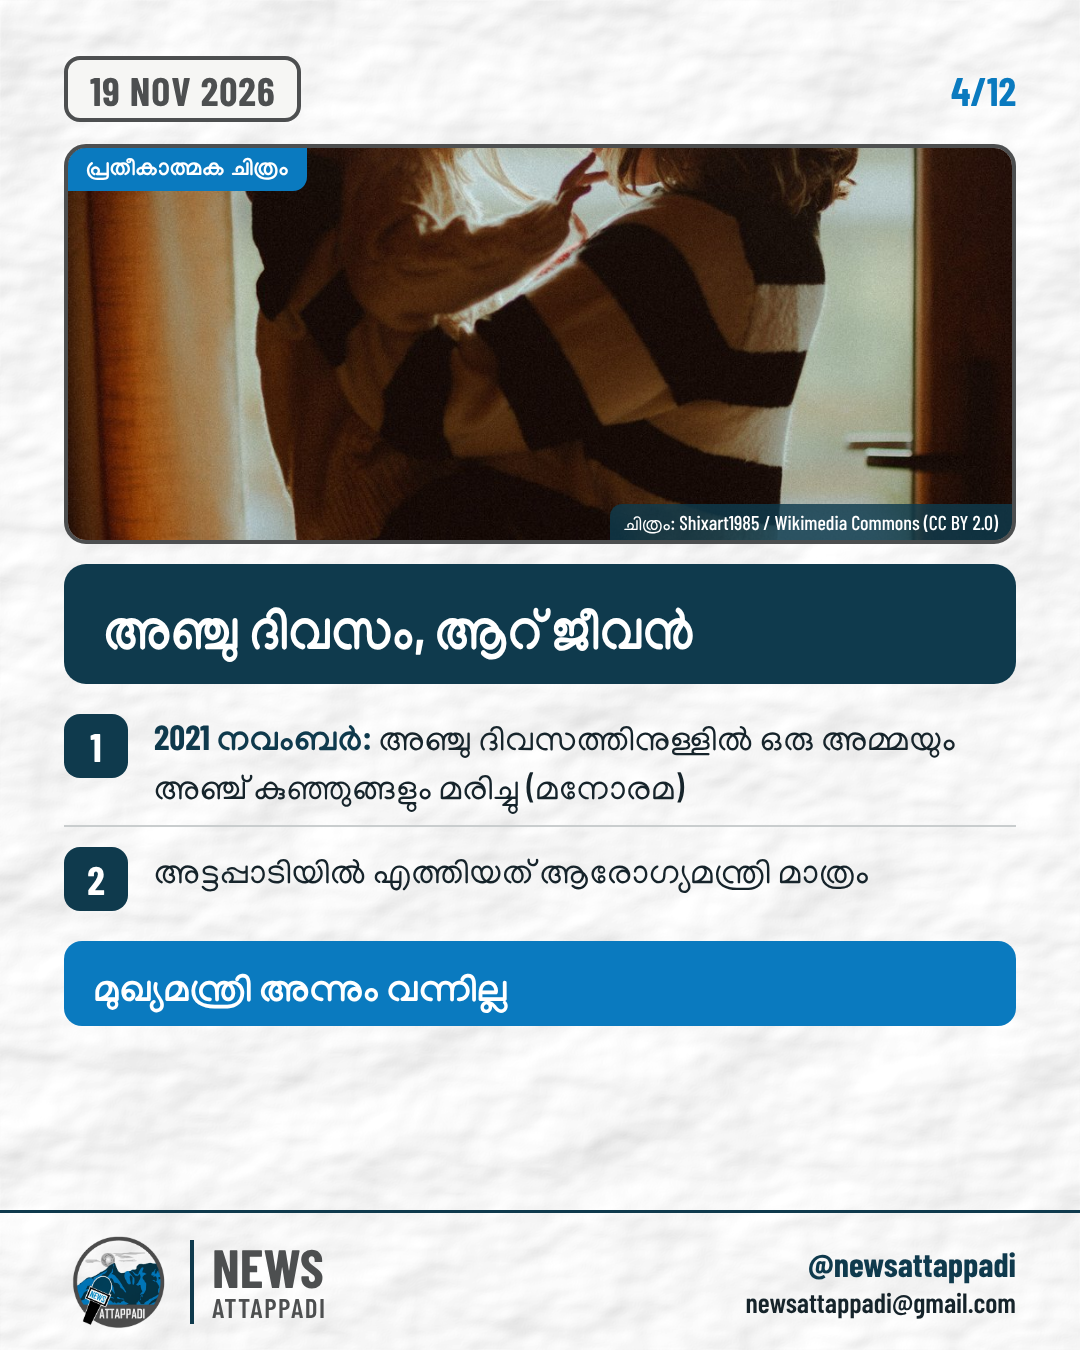 19 NOV 2026
4/12
പ്രതീകാത്മക ചിത്രം
ചിത്രം: Shixart1985 / Wikimedia Commons (CC BY 2.0)
അഞ്ചു ദിവസം, ആറ് ജീവൻ
1
2021 നവംബർ: അഞ്ചു ദിവസത്തിനുള്ളിൽ ഒരു അമ്മയും
അഞ്ച് കുഞ്ഞുങ്ങളും മരിച്ചു (മനോരമ)
2
അട്ടപ്പാടിയിൽ എത്തിയത് ആരോഗ്യമന്ത്രി മാത്രം
മുഖ്യമന്ത്രി അന്നും വന്നില്ല
NEWS
ATTAPPADI
NEWS
ATTAPPADI
@newsattappadi
newsattappadi@gmail.com